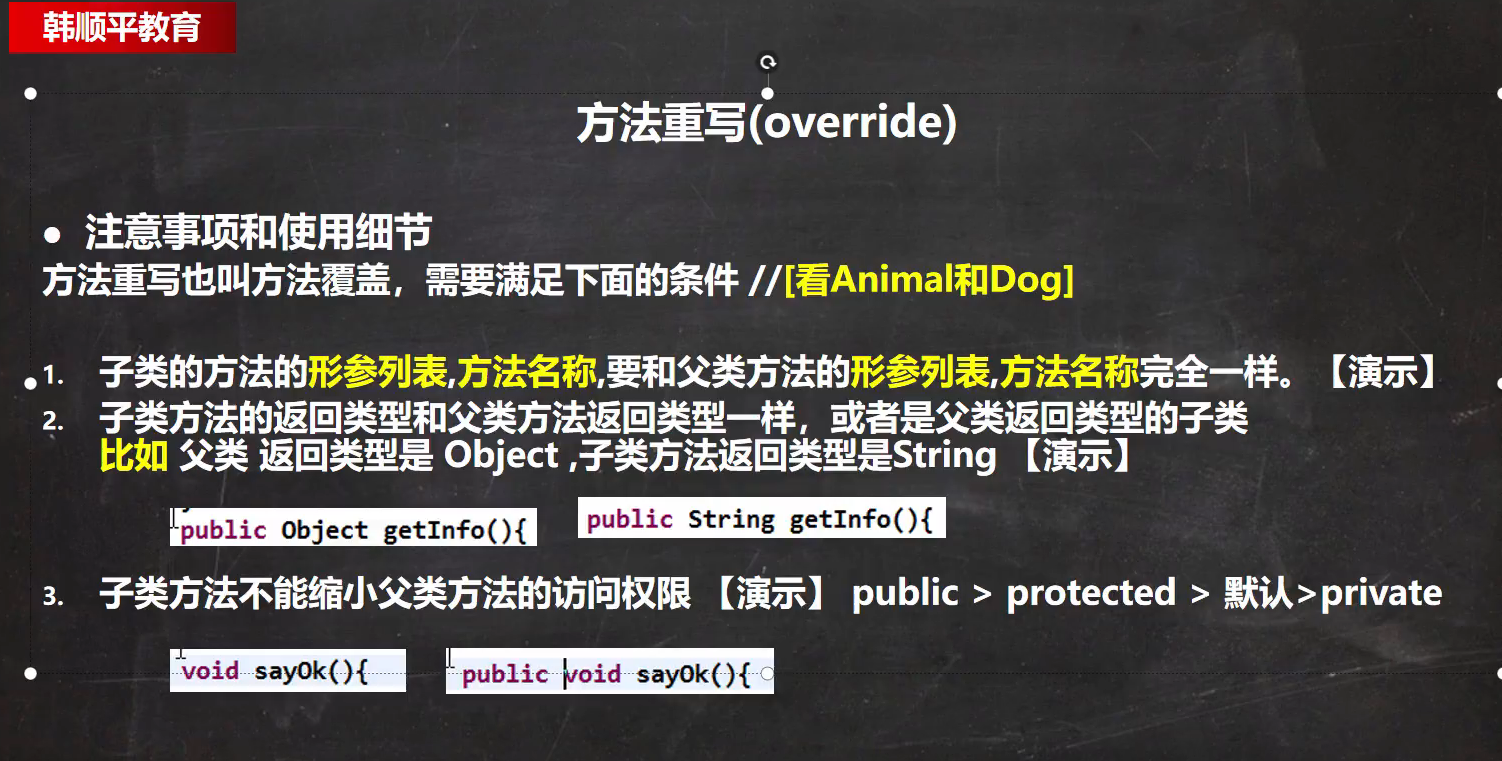 韩顺平教育
方法重写(override)
● 注意事项和使用细节
方法重写也叫方法覆盖，需要满足下面的条件 //[看Animal和Dog]
1. 子类的方法的形参列表,方法名称,要和父类方法的形参列表,方法名称完全一样。【演示】
2. 子类方法的返回类型和父类方法返回类型一样，或者是父类返回类型的子类
比如 父类 返回类型是 Object ,子类方法返回类型是String 【演示】
public Object getInfo(){
public String getInfo(){
3. 子类方法不能缩小父类方法的访问权限 【演示】 public > protected > 默认>private
void sayOk(){
public void sayOk(){